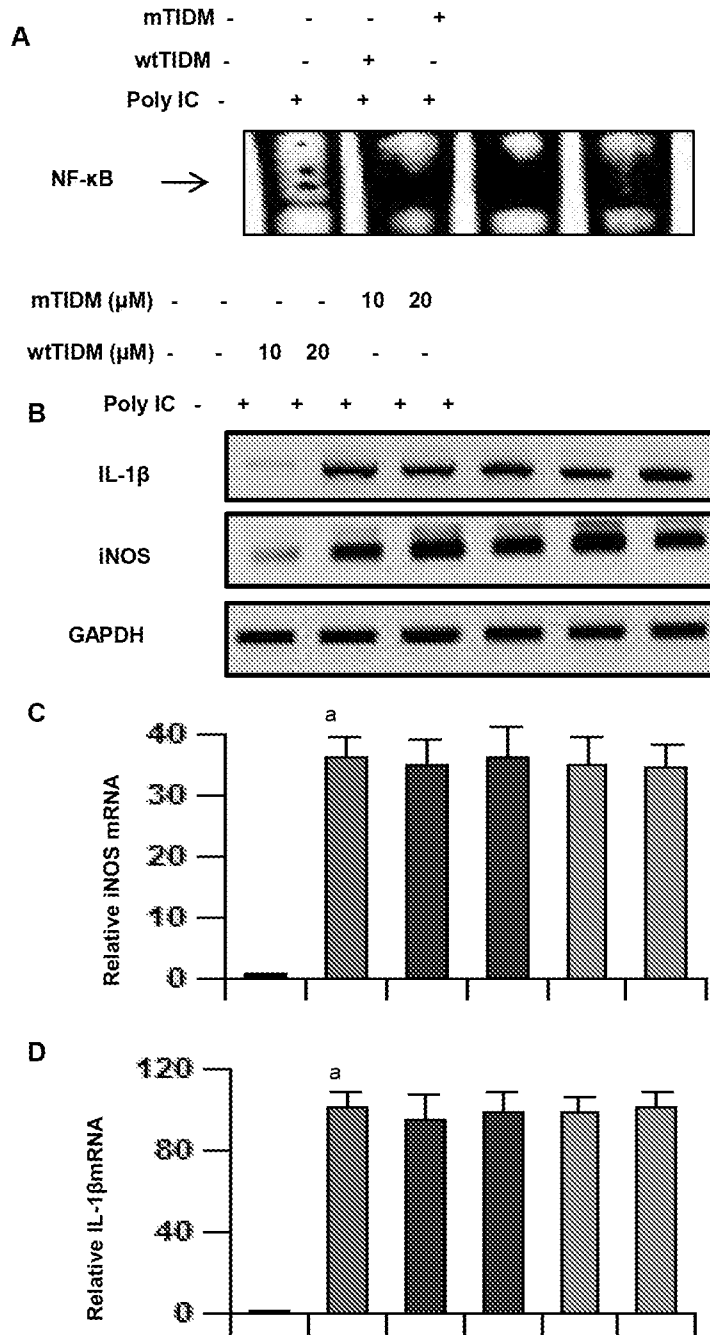 mTIDM - - - +
A
wtTIDM - - + -
Poly IC - + + +
NF-κB
mTIDM (μM) - - - - 10 20
wtTIDM (μM) - - 10 20 - -
B
Poly IC - + + + + +
IL-1β
iNOS
GAPDH
C
a
40
30
20
10
0
Relative iNOS mRNA
D
a
120
80
40
0
Relative IL-1βmRNA